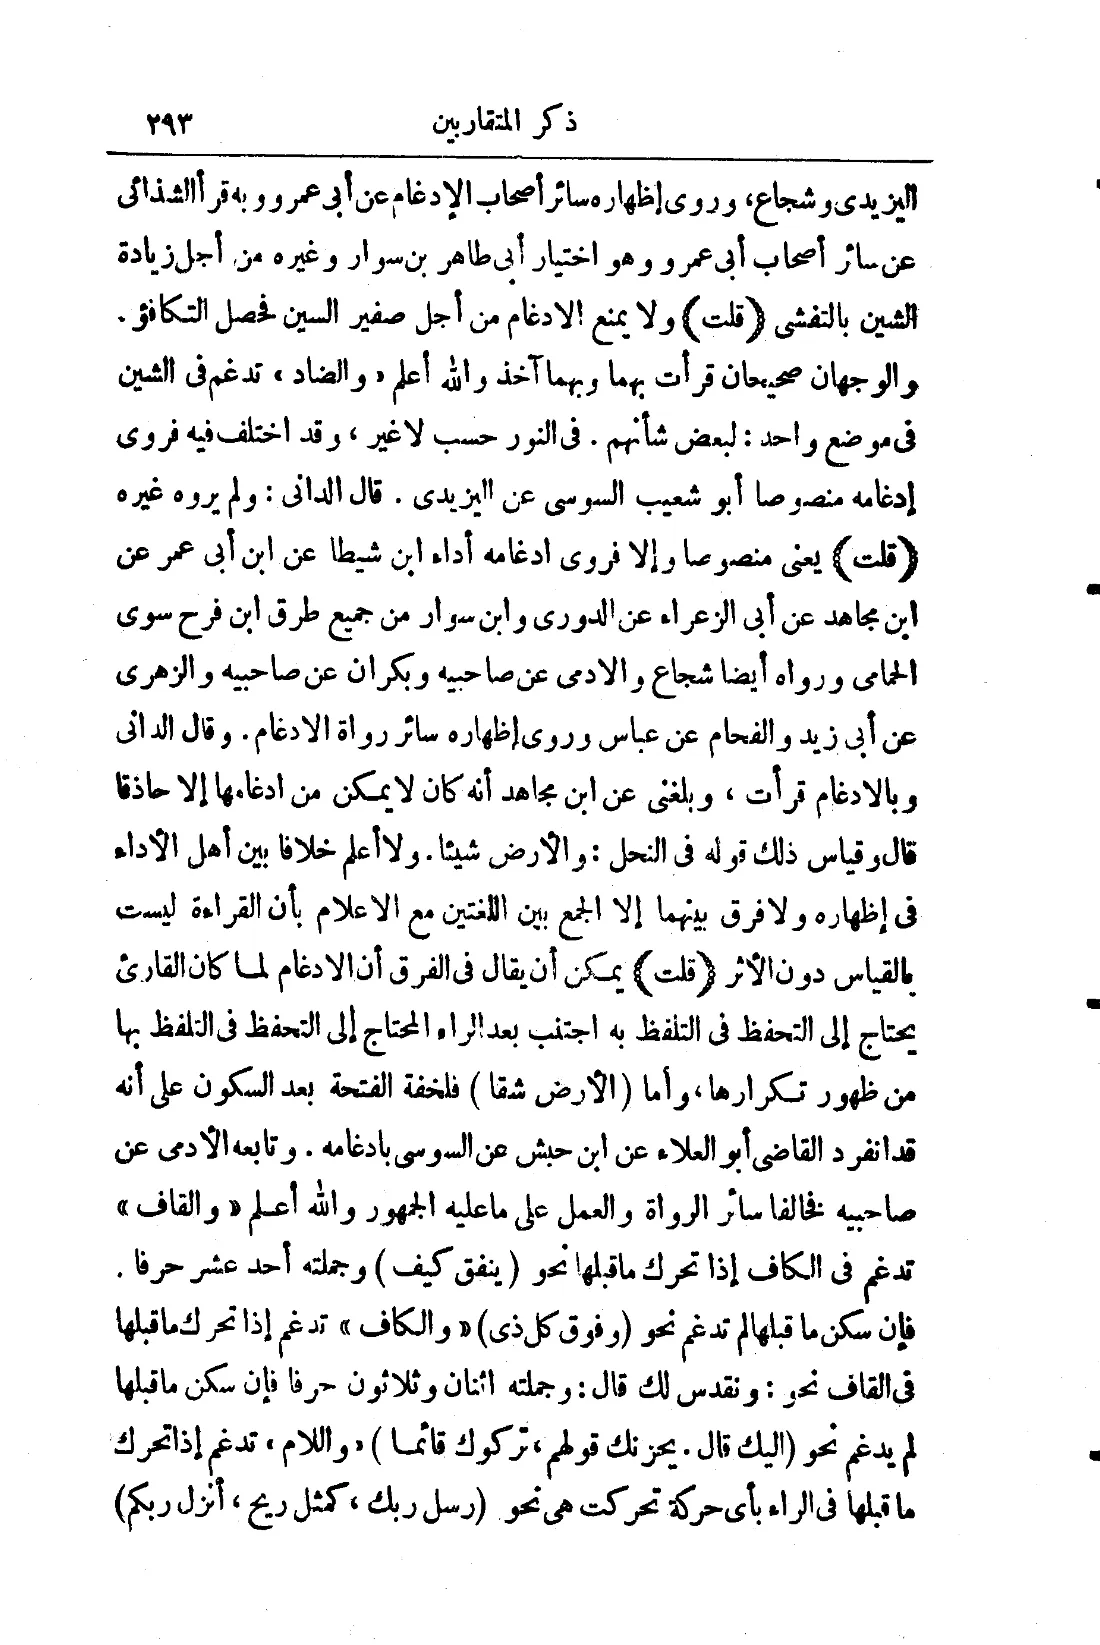 ذكر المتقاربين ٢٩٣
اليزيدى وشجاع، وروى إظهاره سائر أصحاب الإدغام عن أبى عمرو وبه قرأ الشذائى
عن سائر أصحاب أبى عمرو وهو اختيار أبى طاهر بن سوار وغيره من أجل زيادة
الشين بالتفشى (قلت) ولا يمنع الادغام من أجل صفير السين فحصل التكافؤ.
والوجهان صحيحان قرأت بهما وبهما آخذ والله أعلم «والضاد» تدغم فى الشين
فى موضع واحد: لبعض شأنهم. فى النور حسب لاغير، وقد اختلف فيه فروى
إدغامه منصوصا أبو شعيب السوسى عن اليزيدى. قال الدانى: ولم يروه غيره
(قلت) يعنى منصوصا وإلا فروى ادغامه أداء ابن شيطا عن ابن أبى عمر عن
ابن مجاهد عن أبى الزعراء عن الدورى وابن سوار من جميع طرق ابن فرح سوى
الحمامى ورواه أيضا شجاع والادمى عن صاحبيه وبكران عن صاحبيه والزهرى
عن أبى زيد والفحام عن عباس وروى إظهاره سائر رواة الادغام. وقال الدانى
وبالادغام قرأت، وبلغنى عن ابن مجاهد أنه كان لايمكن من ادغامها إلا حاذقا
قال وقياس ذلك قوله فى النحل: والأرض شيئا. ولا أعلم خلافا بين أهل الأداء
فى إظهاره ولا فرق بينهما إلا الجمع بين اللغتين مع الاعلام بأن القراءة ليست
بالقياس دون الأثر (قلت) يمكن أن يقال فى الفرق أن الادغام لما كان القارئ
يحتاج إلى التحفظ فى التلفظ به اجتنب بعد الراء المحتاج إلى التحفظ فى التلفظ بها
من ظهور تكرارها، وأما (الأرض شقا) فلخفة الفتحة بعد السكون على أنه
قد انفرد القاضى أبو العلاء عن ابن حبش عن السوسى بادغامه. وتابعه الأدمى عن
صاحبيه فخالفا سائر الرواة والعمل على ماعليه الجمهور والله أعلم «والقاف»
تدغم فى الكاف إذا تحرك ماقبلها نحو (ينفق كيف) وجملته أحد عشر حرفا.
فإن سكن ما قبلها لم تدغم نحو (وفوق كل ذى) «والكاف» تدغم إذا تحرك ماقبلها
فى القاف نحو: ونقدس لك قال: وجملته اثنان وثلاثون حرفا فإن سكن ماقبلها
لم يدغم نحو (اليك قال. يحزنك قولهم، تركوك قائما) «واللام» تدغم إذا تحرك
ما قبلها فى الراء بأى حركة تحركت هى نحو (رسل ربك، كمثل ريح، أنزل ربكم)